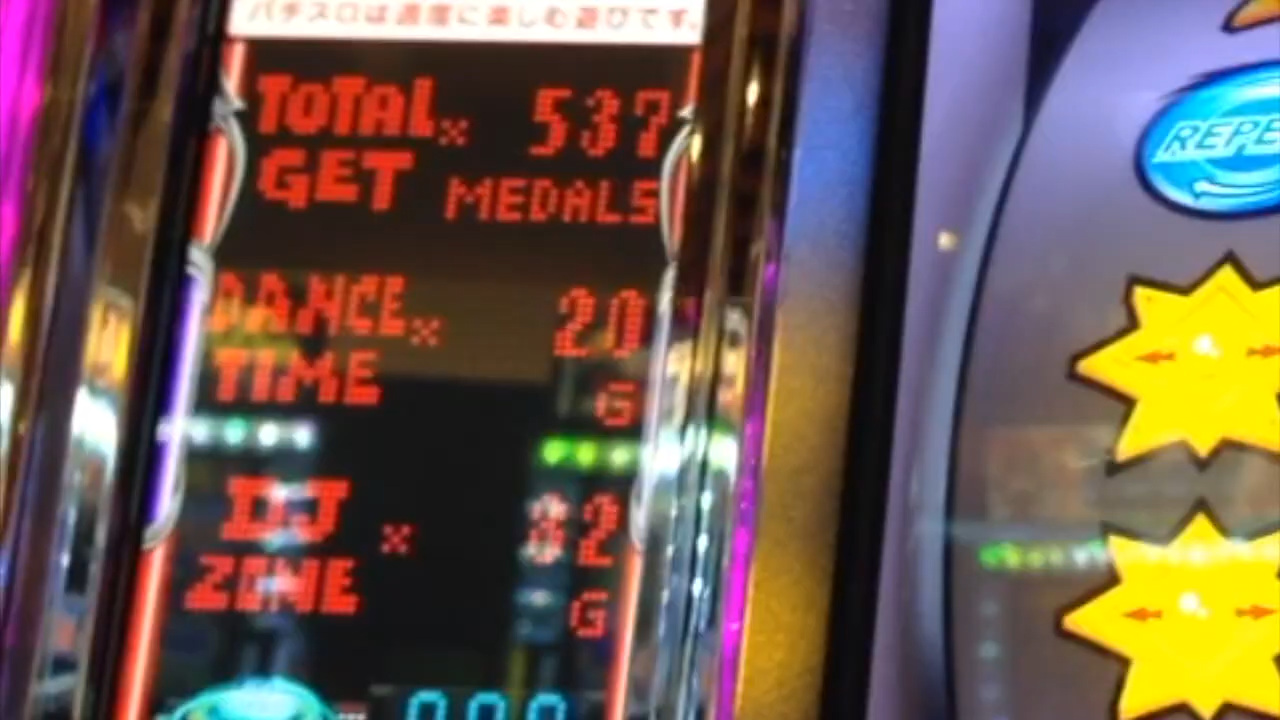 パチスロは適度に楽しむ遊びです。
TOTAL × 537
GET MEDALS
DANCE × 20
TIME G
DJ × 32
ZONE G
000
REPE